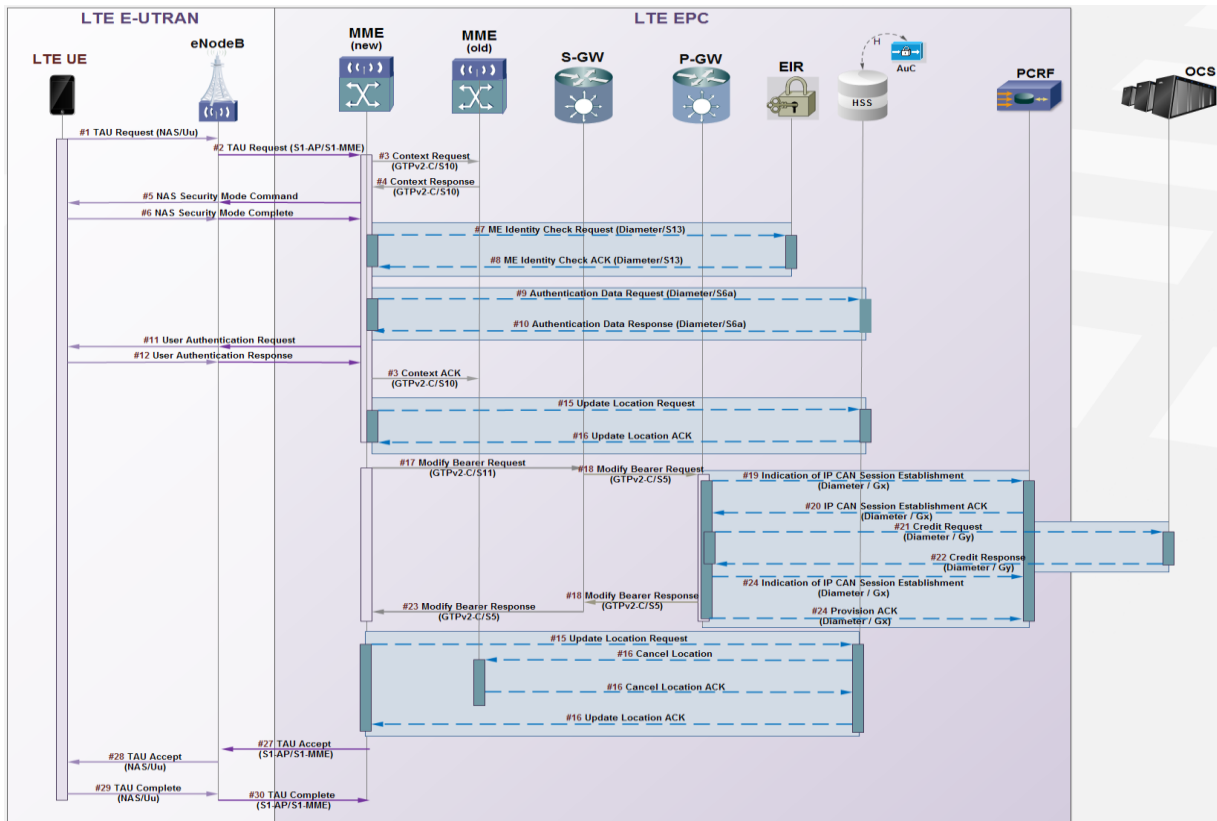 LTE E-UTRAN
LTE EPC
LTE UE
eNodeB
MME
(new)
MME
(old)
S-GW
P-GW
EIR
H
AuC
HSS
PCRF
OCS
#1 TAU Request (NAS/Uu)
#2 TAU Request (S1-AP/S1-MME)
#3 Context Request
(GTPv2-C/S10)
#4 Context Response
(GTPv2-C/S10)
#5 NAS Security Mode Command
#6 NAS Security Mode Complete
#7 ME Identity Check Request (Diameter/S13)
#8 ME Identity Check ACK (Diameter/S13)
#9 Authentication Data Request (Diameter/S6a)
#10 Authentication Data Response (Diameter/S6a)
#11 User Authentication Request
#12 User Authentication Response
#3 Context ACK
(GTPv2-C/S10)
#15 Update Location Request
#16 Update Location ACK
#17 Modify Bearer Request
(GTPv2-C/S11)
#18 Modify Bearer Request
(GTPv2-C/S5)
#19 Indication of IP CAN Session Establishment
(Diameter / Gx)
#20 IP CAN Session Establishment ACK
(Diameter / Gx)
#21 Credit Request
(Diameter / Gy)
#22 Credit Response
(Diameter / Gy)
#24 Indication of IP CAN Session Establishment
(Diameter / Gx)
#18 Modify Bearer Response
(GTPv2-C/S5)
#23 Modify Bearer Response
(GTPv2-C/S5)
#24 Provision ACK
(Diameter / Gx)
#15 Update Location Request
#16 Cancel Location
#16 Cancel Location ACK
#16 Update Location ACK
#27 TAU Accept
(S1-AP/S1-MME)
#28 TAU Accept
(NAS/Uu)
#29 TAU Complete
(NAS/Uu)
#30 TAU Complete
(S1-AP/S1-MME)